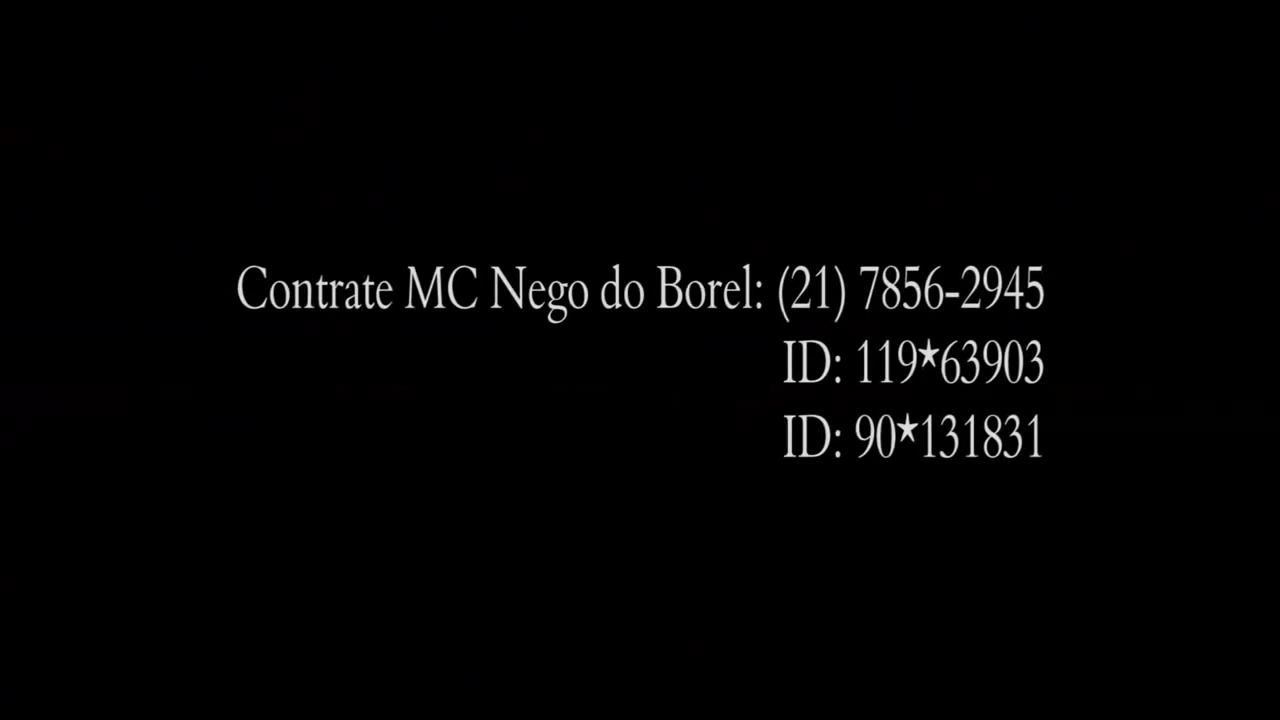 Contrate MC Nego do Borel: (21) 7856-2945
ID: 119*63903
ID: 90*131831